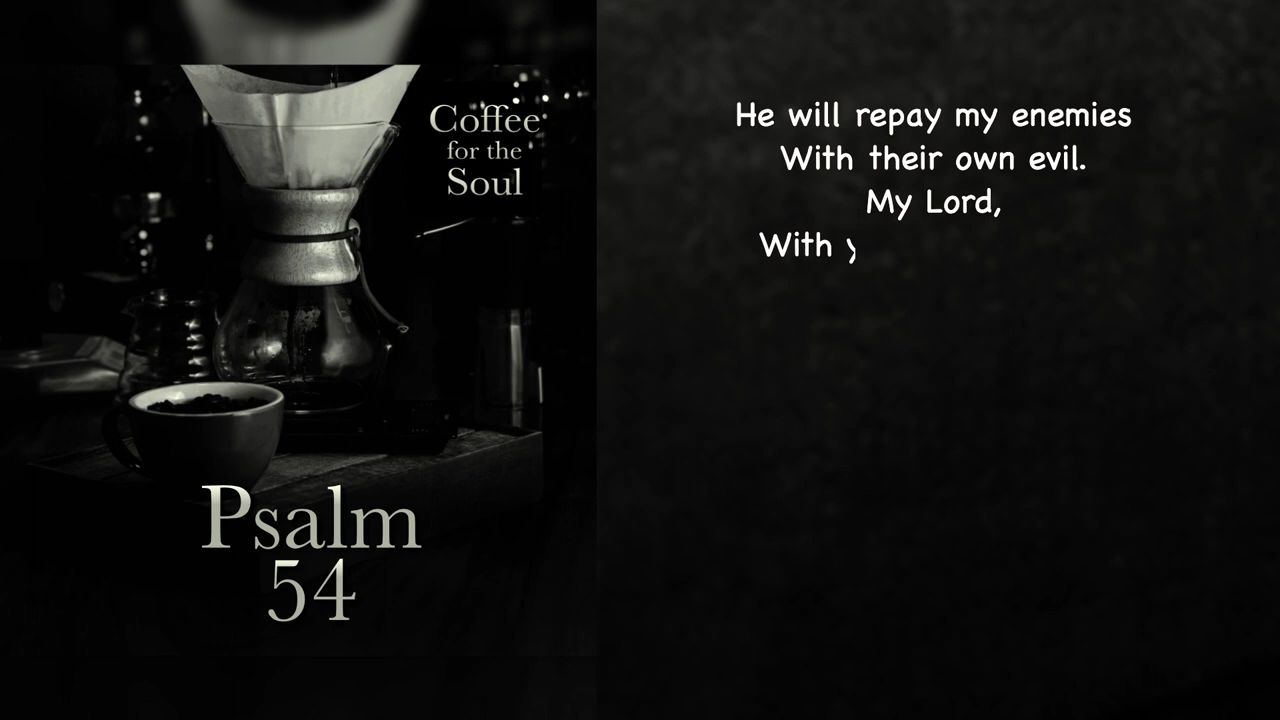 Coffee
for the
Soul
Psalm
54
He will repay my enemies
With their own evil.
My Lord,
With